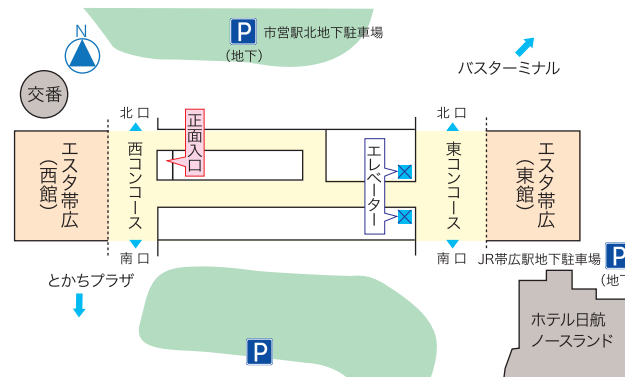 N
P 市営駅北地下駐車場
(地下)
バスターミナル
交番
北口
北口
正面入口
エスタ帯広
(西館)
西コンコース
エレベーター
東コンコース
エスタ帯広
(東館)
南口
南口
とかちプラザ
JR帯広駅地下駐車場 P
(地下
ホテル日航
ノースランド
P